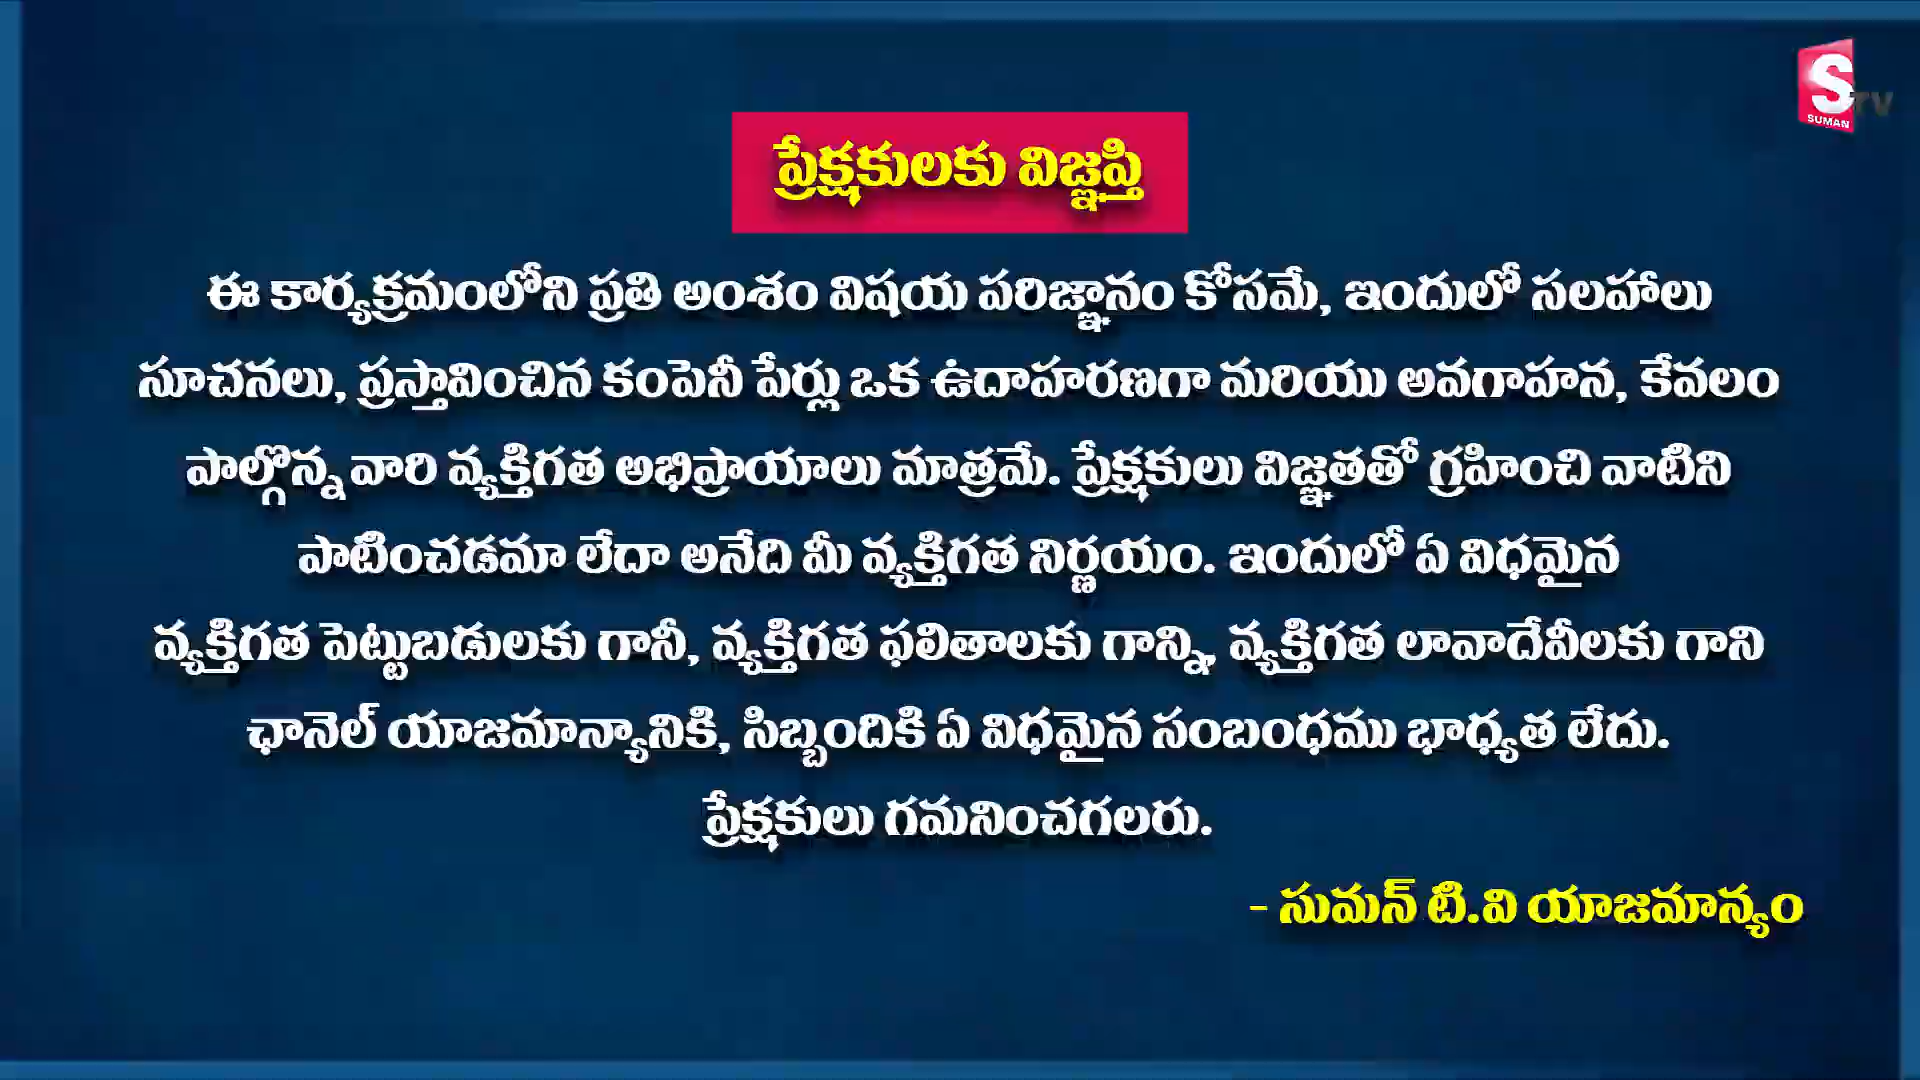 S TV
SUMAN
ప్రేక్షకులకు విజ్ఞప్తి
ఈ కార్యక్రమంలోని ప్రతి అంశం విషయ పరిజ్ఞానం కోసమే, ఇందులో సలహాలు
సూచనలు, ప్రస్తావించిన కంపెనీ పేర్లు ఒక ఉదాహరణగా మరియు అవగాహన, కేవలం
పాల్గొన్న వారి వ్యక్తిగత అభిప్రాయాలు మాత్రమే. ప్రేక్షకులు విజ్ఞతతో గ్రహించి వాటిని
పాటించడమా లేదా అనేది మీ వ్యక్తిగత నిర్ణయం. ఇందులో ఏ విధమైన
వ్యక్తిగత పెట్టుబడులకు గానీ, వ్యక్తిగత ఫలితాలకు గాన్ని, వ్యక్తిగత లావాదేవీలకు గాని
ఛానెల్ యాజమాన్యానికి, సిబ్బందికి ఏ విధమైన సంబంధము భాధ్యత లేదు.
ప్రేక్షకులు గమనించగలరు.
- సుమన్ టి.వి యాజమాన్యం